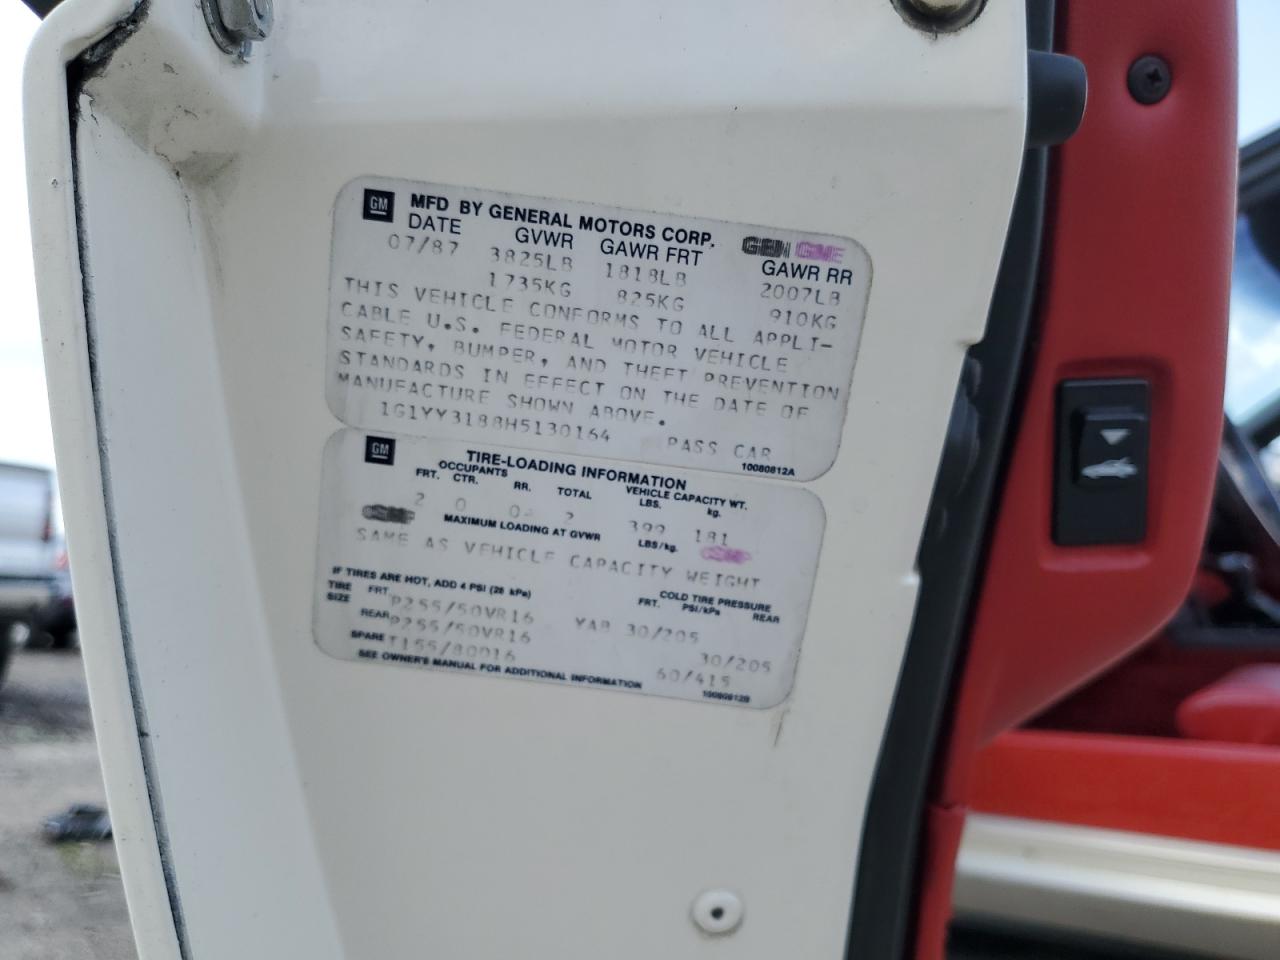 GM MFD BY GENERAL MOTORS CORP.
DATE GVWR GAWR FRT GAWR RR
07/87 3825LB 1818LB 2007LB
1735KG 825KG 910KG
THIS VEHICLE CONFORMS TO ALL APPLI-
CABLE U.S. FEDERAL MOTOR VEHICLE
SAFETY, BUMPER, AND THEFT PREVENTION
STANDARDS IN EFFECT ON THE DATE OF
MANUFACTURE SHOWN ABOVE.
1G1YY3188H5130164 PASS CAR
10080812A
GM TIRE-LOADING INFORMATION
OCCUPANTS VEHICLE CAPACITY WT.
FRT. CTR. RR. TOTAL LBS. kg.
2 0 0 2 399 181
MAXIMUM LOADING AT GVWR LBS/kg.
SAME AS VEHICLE CAPACITY WEIGHT
IF TIRES ARE HOT, ADD 4 PSI (28 kPa) COLD TIRE PRESSURE
TIRE SIZE FRT. PSI/kPa REAR
FRT P255/50VR16 YAB 30/205
REAR P255/50VR16 30/205
SPARE T155/80D16 60/415
SEE OWNER'S MANUAL FOR ADDITIONAL INFORMATION 10080812B